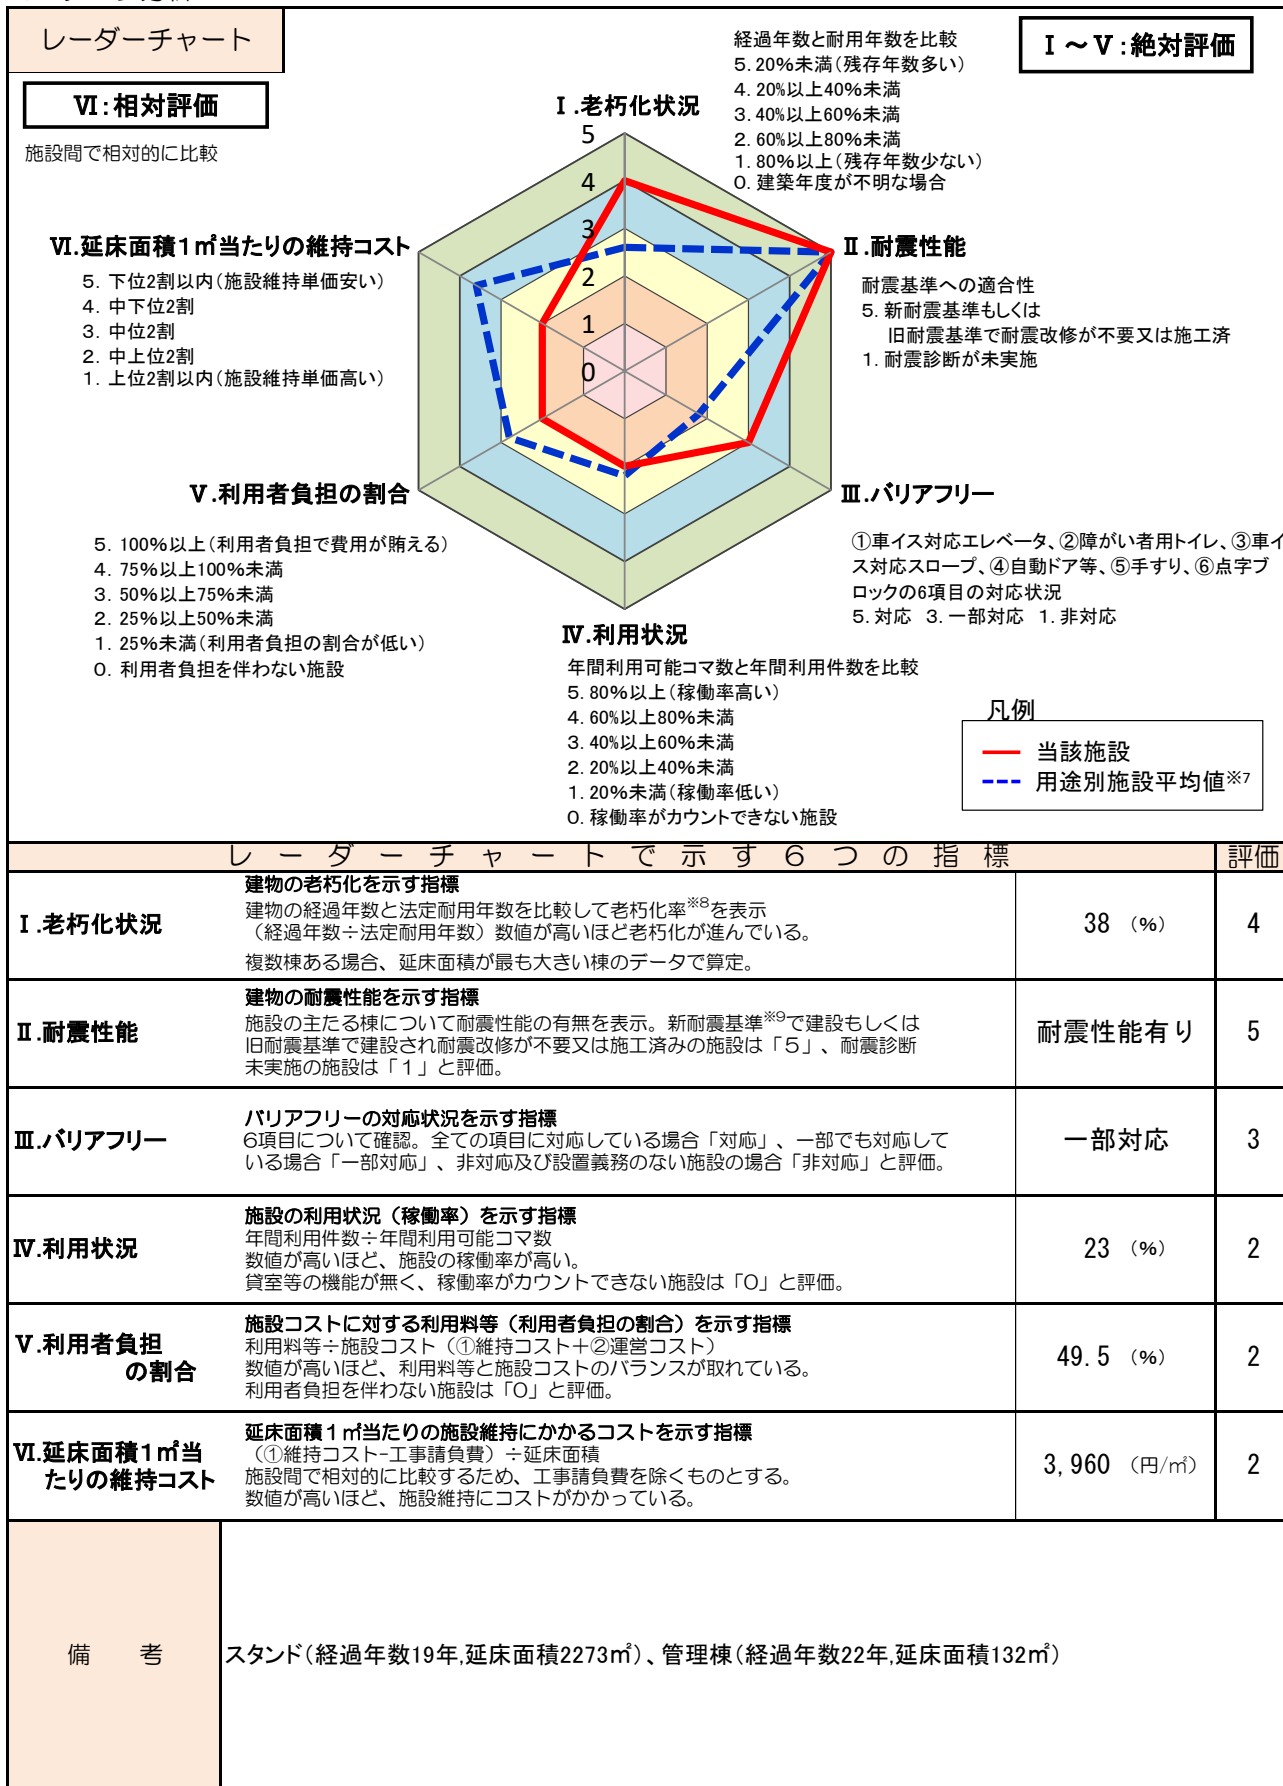 レーダーチャート
Ⅰ～Ⅴ:絶対評価
Ⅵ:相対評価
施設間で相対的に比較
経過年数と耐用年数を比較
5. 20%未満(残存年数多い)
4. 20%以上40%未満
3. 40%以上60%未満
2. 60%以上80%未満
1. 80%以上(残存年数少ない)
0. 建築年度が不明な場合
Ⅰ.老朽化状況
5
4
3
2
1
0
Ⅱ.耐震性能
耐震基準への適合性
5. 新耐震基準もしくは
旧耐震基準で耐震改修が不要又は施工済
1. 耐震診断が未実施
Ⅵ.延床面積1㎡当たりの維持コスト
5. 下位2割以内(施設維持単価安い)
4. 中下位2割
3. 中位2割
2. 中上位2割
1. 上位2割以内(施設維持単価高い)
Ⅴ.利用者負担の割合
5. 100%以上(利用者負担で費用が賄える)
4. 75%以上100%未満
3. 50%以上75%未満
2. 25%以上50%未満
1. 25%未満(利用者負担の割合が低い)
0. 利用者負担を伴わない施設
Ⅲ.バリアフリー
①車イス対応エレベータ、②障がい者用トイレ、③車イ
ス対応スロープ、④自動ドア等、⑤手すり、⑥点字ブ
ロックの6項目の対応状況
5. 対応 3. 一部対応 1. 非対応
Ⅳ.利用状況
年間利用可能コマ数と年間利用件数を比較
5. 80%以上(稼働率高い)
4. 60%以上80%未満
3. 40%以上60%未満
2. 20%以上40%未満
1. 20%未満(稼働率低い)
0. 稼働率がカウントできない施設
凡例
当該施設
用途別施設平均値※7
レーダーチャートで示す6つの指標 評価
Ⅰ.老朽化状況
建物の老朽化を示す指標
建物の経過年数と法定耐用年数を比較して老朽化率※8を表示
(経過年数÷法定耐用年数)数値が高いほど老朽化が進んでいる。
複数棟ある場合、延床面積が最も大きい棟のデータで算定。
38 (%) 4
Ⅱ.耐震性能
建物の耐震性能を示す指標
施設の主たる棟について耐震性能の有無を表示。新耐震基準※9で建設もしくは
旧耐震基準で建設され耐震改修が不要又は施工済みの施設は「5」、耐震診断
未実施の施設は「1」と評価。
耐震性能有り 5
Ⅲ.バリアフリー
バリアフリーの対応状況を示す指標
6項目について確認。全ての項目に対応している場合「対応」、一部でも対応して
いる場合「一部対応」、非対応及び設置義務のない施設の場合「非対応」と評価。
一部対応 3
Ⅳ.利用状況
施設の利用状況(稼働率)を示す指標
年間利用件数÷年間利用可能コマ数
数値が高いほど、施設の稼働率が高い。
貸室等の機能が無く、稼働率がカウントできない施設は「0」と評価。
23 (%) 2
Ⅴ.利用者負担
の割合
施設コストに対する利用料等(利用者負担の割合)を示す指標
利用料等÷施設コスト(①維持コスト+②運営コスト)
数値が高いほど、利用料等と施設コストのバランスが取れている。
利用者負担を伴わない施設は「0」と評価。
49.5 (%) 2
Ⅵ.延床面積1㎡当
たりの維持コスト
延床面積1㎡当たりの施設維持にかかるコストを示す指標
(①維持コスト-工事請負費)÷延床面積
施設間で相対的に比較するため、工事請負費を除くものとする。
数値が高いほど、施設維持にコストがかかっている。
3,960 (円/㎡) 2
備 考
スタンド(経過年数19年,延床面積2273㎡)、管理棟(経過年数22年,延床面積132㎡)